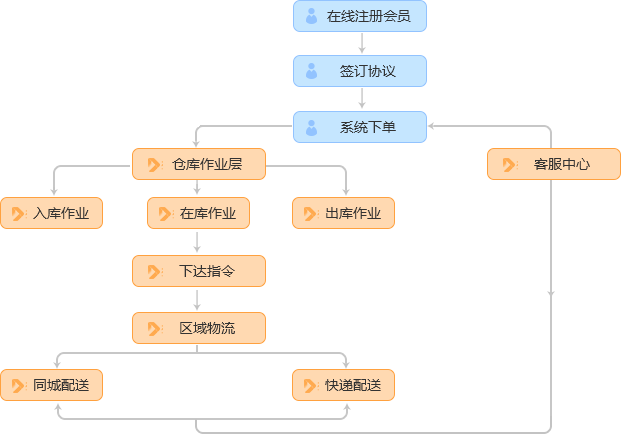 在线注册会员
签订协议
系统下单
仓库作业层
客服中心
入库作业
在库作业
出库作业
下达指令
区域物流
同城配送
快递配送